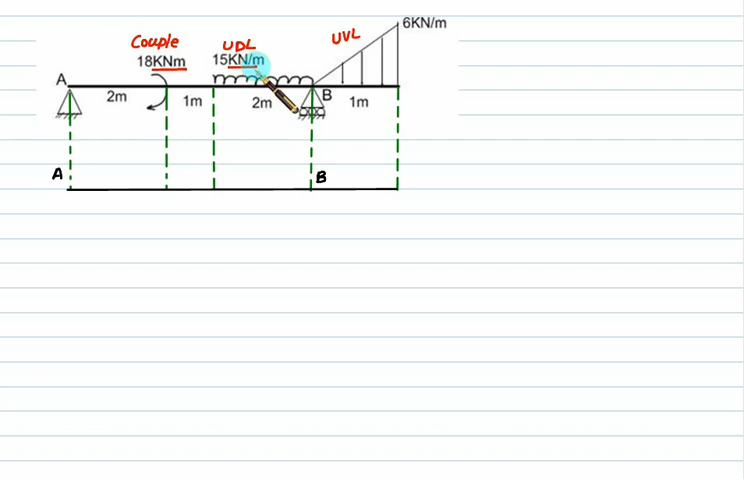 Couple UDL UVL 6KN/m
18KNm 15KN/m
A B
2m 1m 2m 1m
A B